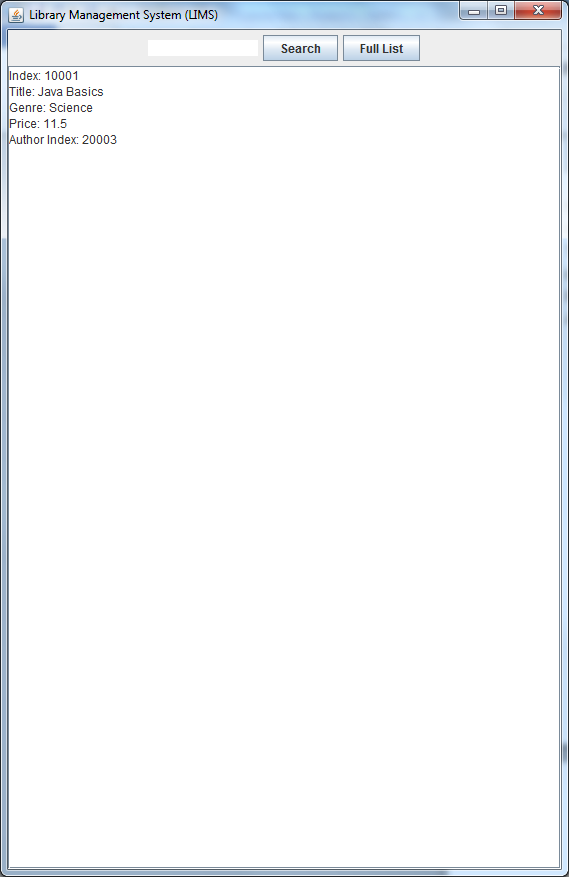 Library Management System (LIMS)
Search Full List
Index: 10001
Title: Java Basics
Genre: Science
Price: 11.5
Author Index: 20003